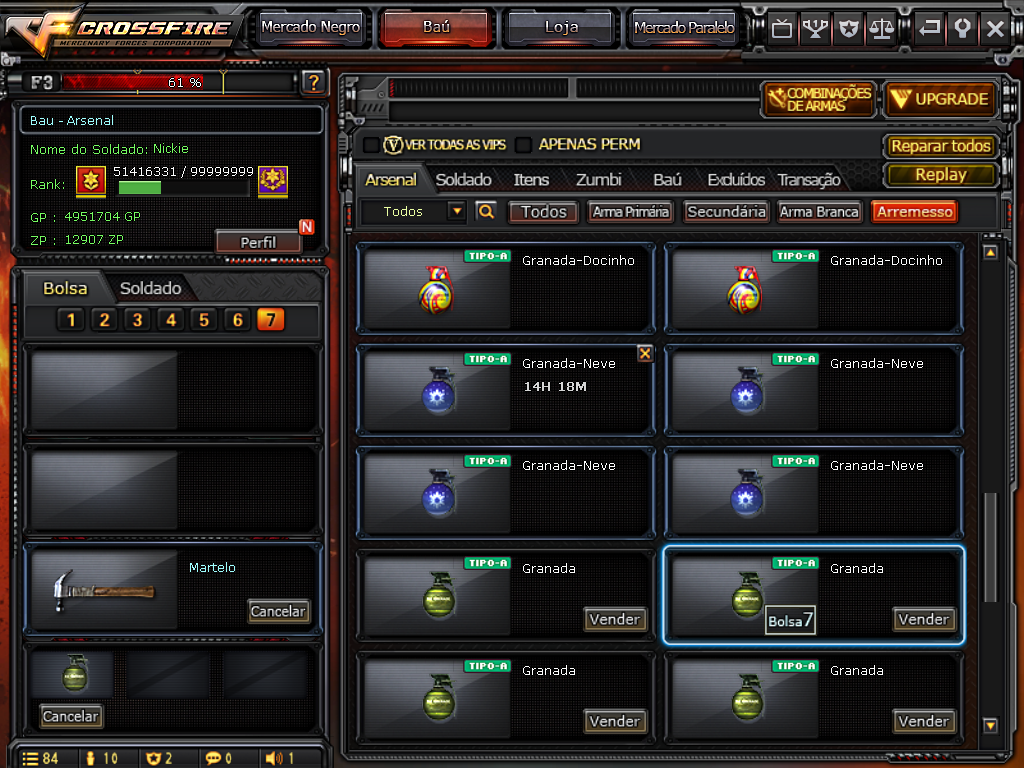 CROSSFIRE
MERCENARY FORCES CORPORATION
Mercado Negro
Baú
Loja
Mercado Paralelo
F3
61 %
?
COMBINAÇÕES
DE ARMAS
UPGRADE
Bau - Arsenal
Nome do Soldado: Nickie
Rank:
51416331 / 99999999
GP : 4951704 GP
ZP : 12907 ZP
N
Perfil
V VER TODAS AS VIPS
APENAS PERM
Reparar todos
Replay
Arsenal
Soldado
Itens
Zumbi
Baú
Excluídos
Transação
Todos
Todos
Arma Primária
Secundária
Arma Branca
Arremesso
Bolsa
Soldado
1 2 3 4 5 6 7
Martelo
Cancelar
Cancelar
TIPO-A
Granada-Docinho
TIPO-A
Granada-Docinho
TIPO-A
Granada-Neve
14H 18M
TIPO-A
Granada-Neve
TIPO-A
Granada-Neve
TIPO-A
Granada-Neve
TIPO-A
Granada
Vender
TIPO-A
Granada
Bolsa7
Vender
TIPO-A
Granada
Vender
TIPO-A
Granada
Vender
84
10
2
0
1